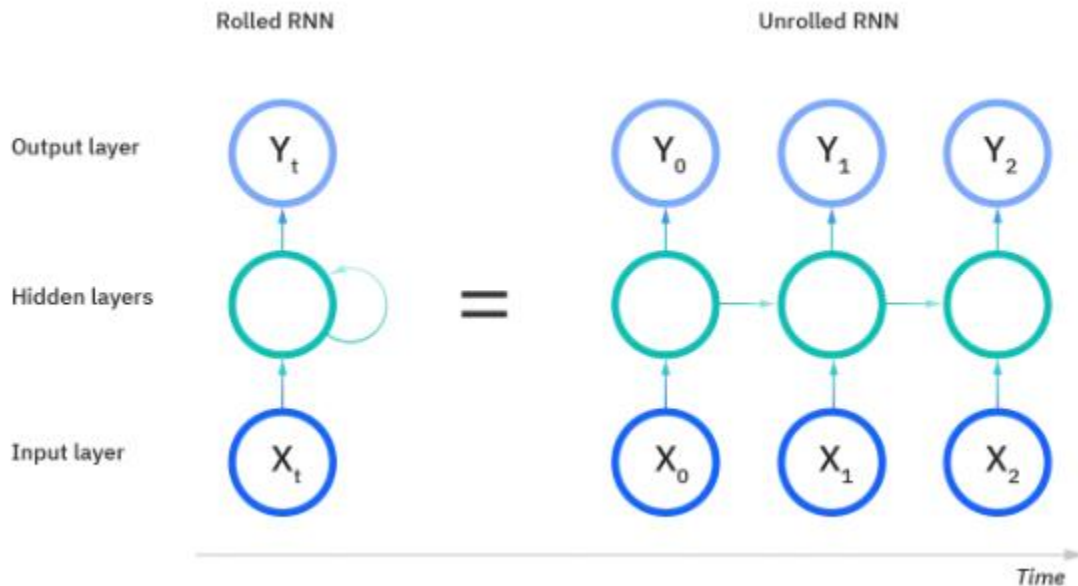 Rolled RNN Unrolled RNN
Output layer Yt Y0 Y1 Y2
Hidden layers =
Input layer Xt X0 X1 X2
Time